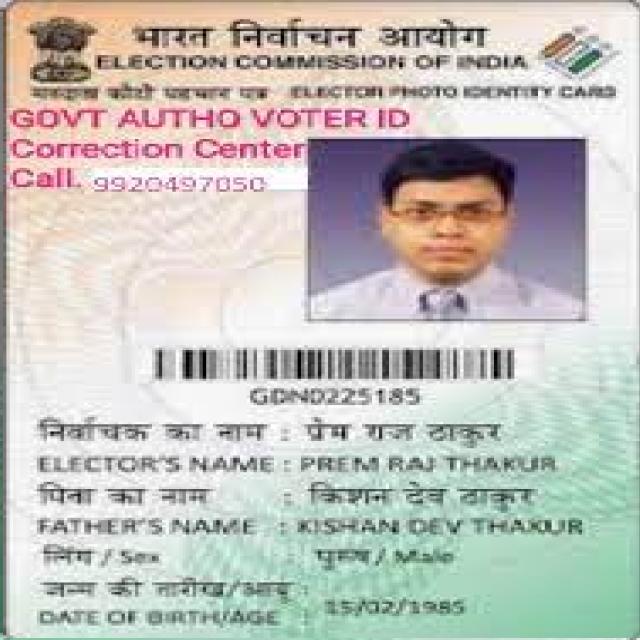 भारत निर्वाचन आयोग
ELECTION COMMISSION OF INDIA
मतदाता फोटो पहचान पत्र ELECTOR PHOTO IDENTITY CARD
GOVT AUTHO VOTER ID
Correction Center
Call. 9920497050
GDN0225185
निर्वाचक का नाम : प्रेम राज ठाकुर
ELECTOR'S NAME : PREM RAJ THAKUR
पिता का नाम : किशन देव ठाकुर
FATHER'S NAME : KISHAN DEV THAKUR
लिंग / Sex : पुरुष / Male
जन्म की तारीख/आयु :
DATE OF BIRTH/AGE : 15/02/1985